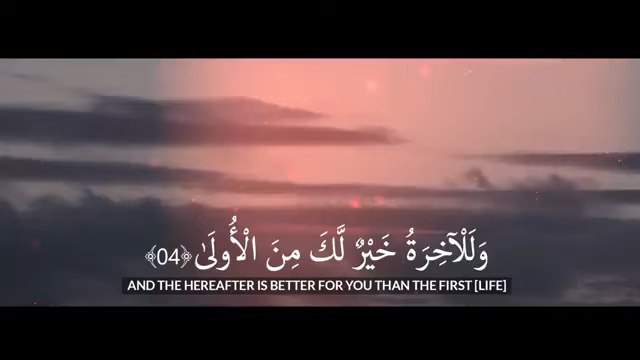 وَلَلْآخِرَةُ خَيْرٌ لَّكَ مِنَ الْأُولَىٰ ﴿04﴾
AND THE HEREAFTER IS BETTER FOR YOU THAN THE FIRST [LIFE]